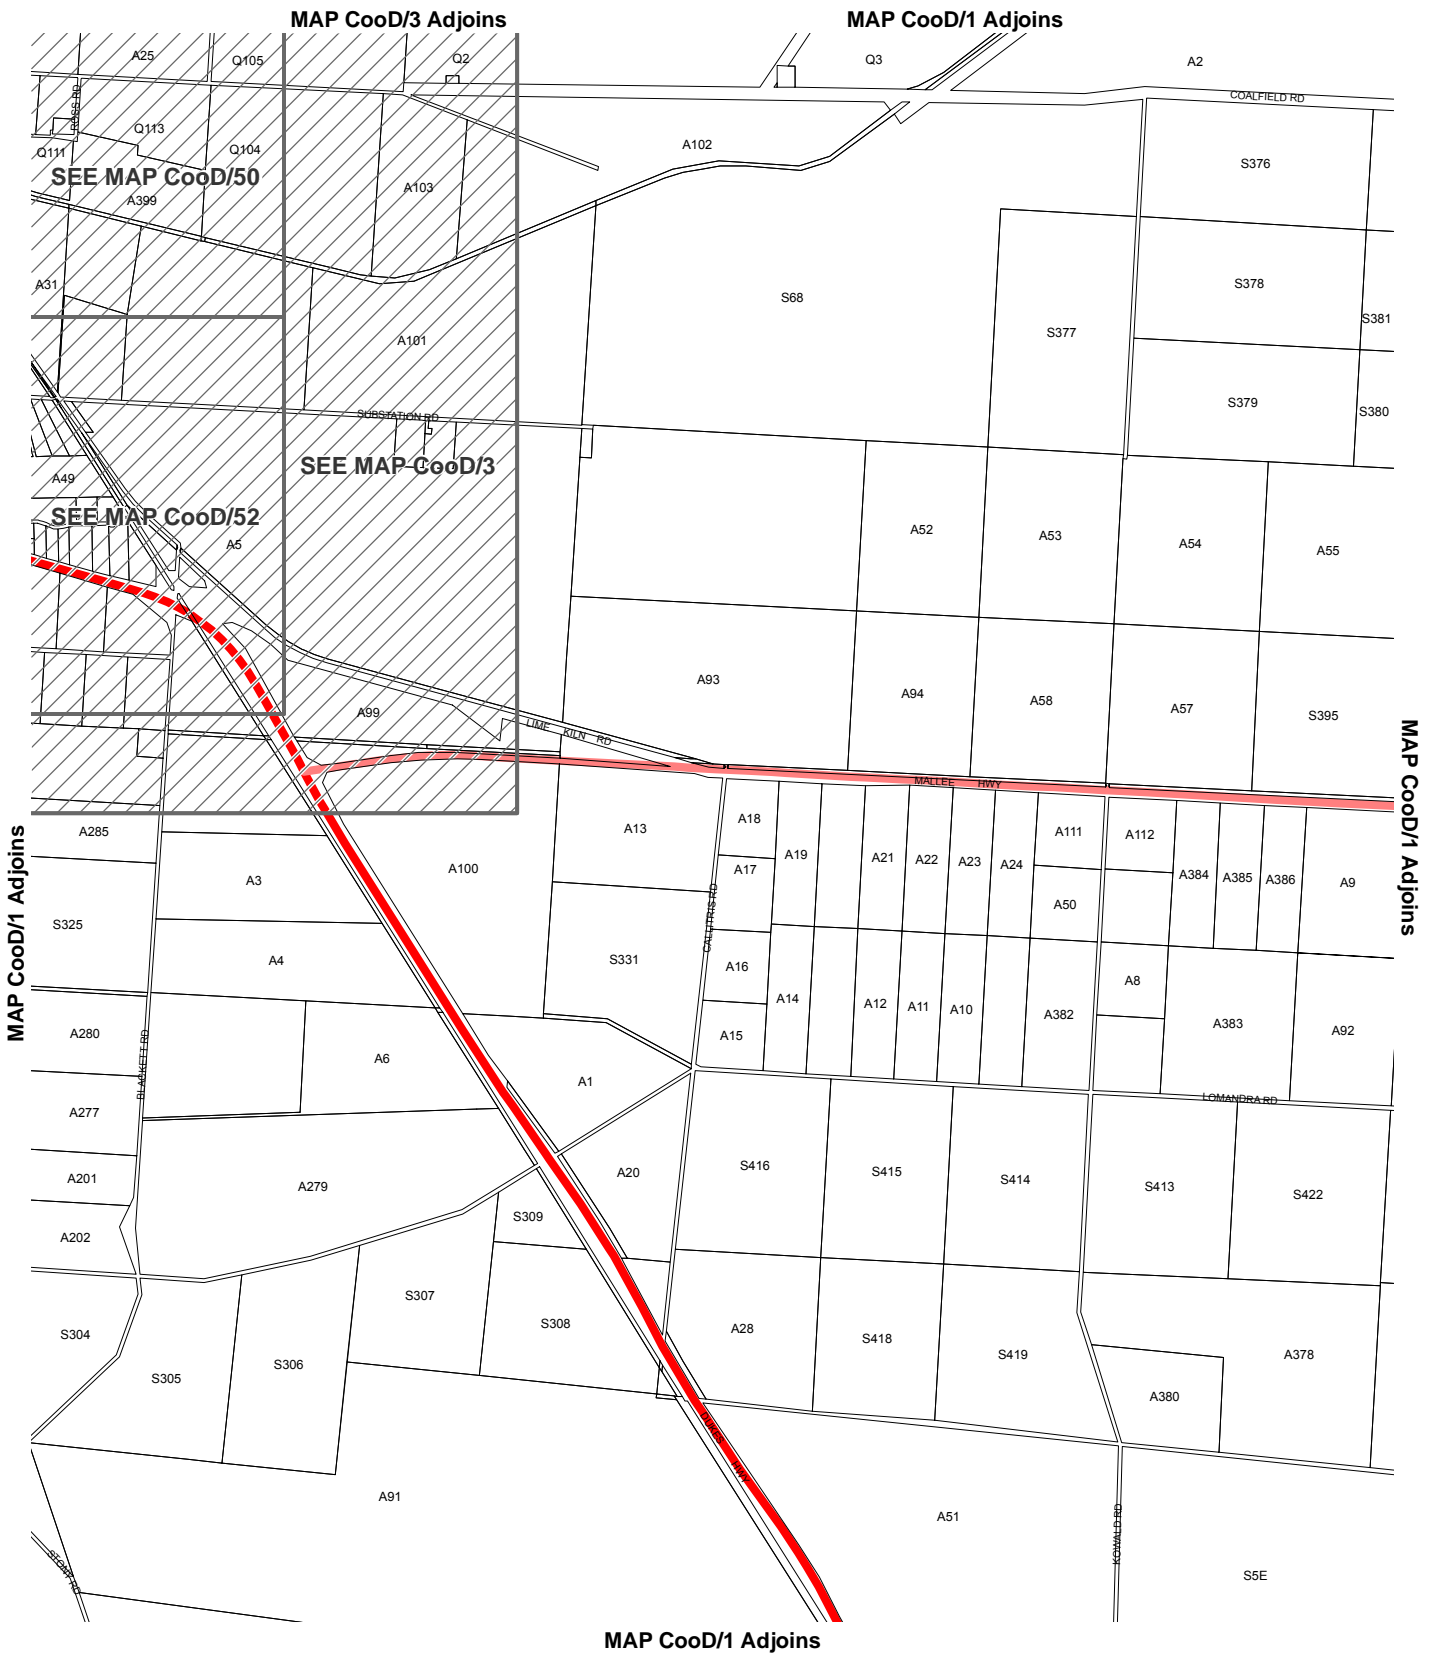 MAP CooD/3 Adjoins
MAP CooD/1 Adjoins
A25
Q105
Q2
Q3
A2
COALFIELD RD
ROSS RD
Q113
Q104
Q111
A102
S376
SEE MAP CooD/50
A103
A399
A31
S68
S378
S381
S377
A101
S379
S380
SUBSTATION RD
SEE MAP CooD/3
A49
SEE MAP CooD/52
A5
A52
A53
A54
A55
A93
A94
A58
A57
S395
A99
LIME KILN RD
MALLEE HWY
MAP CooD/1 Adjoins
MAP CooD/1 Adjoins
A285
A13
A18
A111
A112
A3
A100
A17
A19
A21
A22
A23
A24
A384
A385
A386
A9
A50
CALLITRIS RD
S325
A4
S331
A16
A14
A12
A11
A10
A382
A8
A383
A92
A15
A280
BLACKETT RD
A6
A1
A277
LOMANDRA RD
A201
A279
A20
S416
S415
S414
S413
S422
A202
S309
S307
S308
A28
S418
S419
A378
S304
S305
S306
A380
DUKES HWY
A91
A51
KOWALD RD
STONY RD
S5E
MAP CooD/1 Adjoins